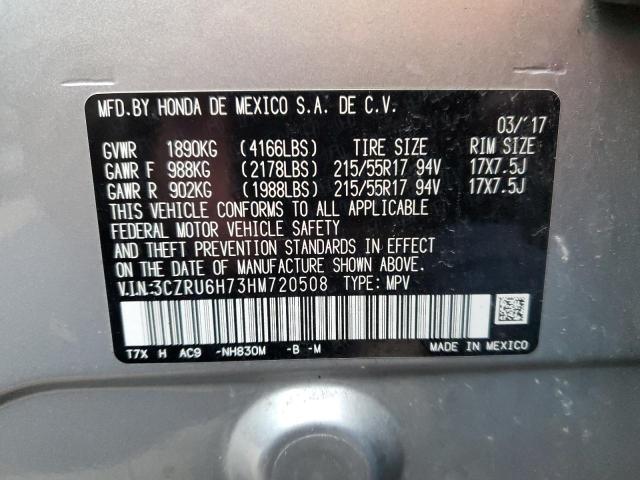 MFD.BY HONDA DE MEXICO S.A. DE C.V.
03/'17
GVWR 1890KG (4166LBS) TIRE SIZE RIM SIZE
GAWR F 988KG (2178LBS) 215/55R17 94V 17X7.5J
GAWR R 902KG (1988LBS) 215/55R17 94V 17X7.5J
THIS VEHICLE CONFORMS TO ALL APPLICABLE
FEDERAL MOTOR VEHICLE SAFETY
AND THEFT PREVENTION STANDARDS IN EFFECT
ON THE DATE OF MANUFACTURE SHOWN ABOVE.
V.I.N.:3CZRU6H73HM720508 TYPE: MPV
T7X H AC9 -NH830M -B -M
MADE IN MEXICO